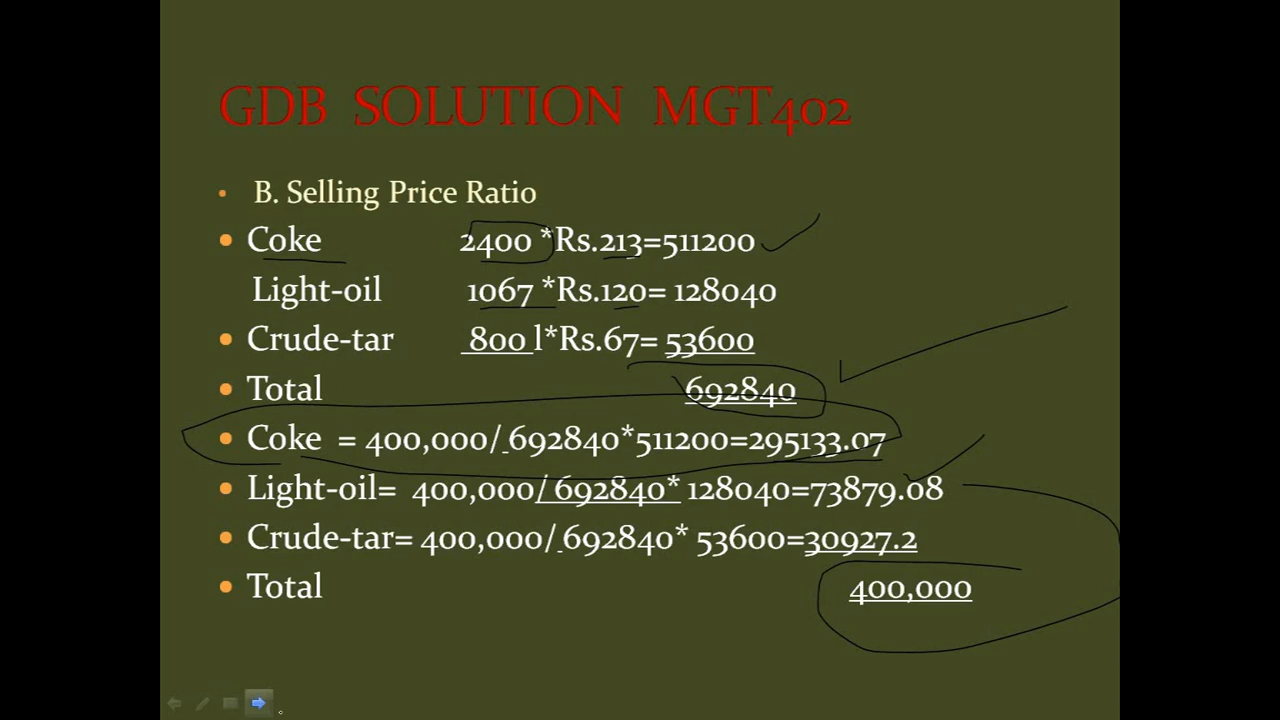 GDB SOLUTION MGT402
• B. Selling Price Ratio
• Coke 2400 *Rs.213=511200
Light-oil 1067 *Rs.120= 128040
• Crude-tar 800 l*Rs.67= 53600
• Total 692840
• Coke = 400,000/ 692840*511200=295133.07
• Light-oil= 400,000/ 692840* 128040=73879.08
• Crude-tar= 400,000/ 692840* 53600=30927.2
• Total 400,000